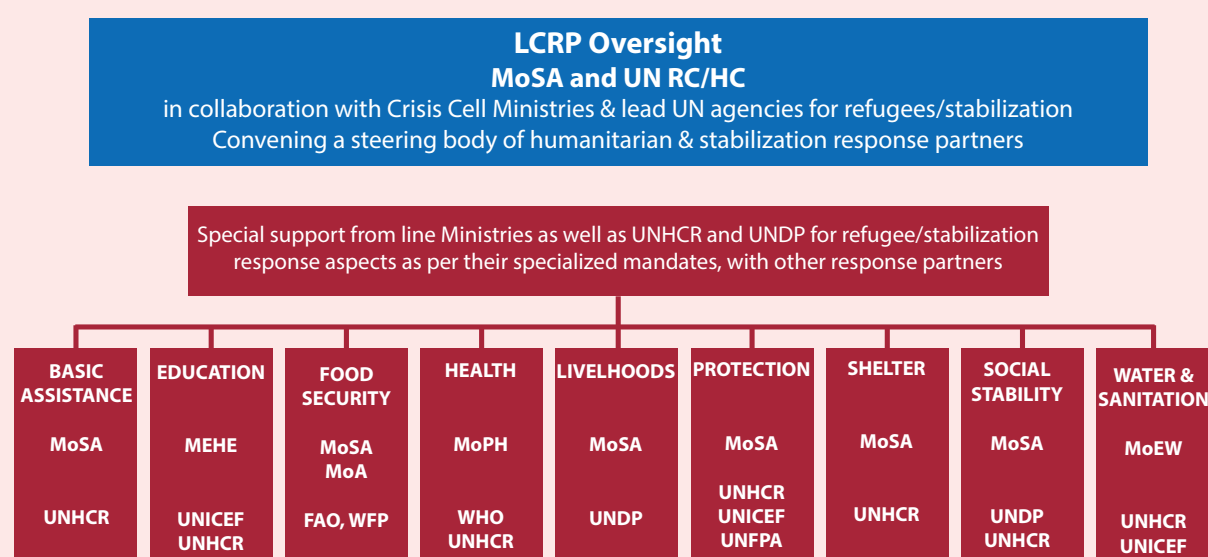 LCRP Oversight
MoSA and UN RC/HC
in collaboration with Crisis Cell Ministries & lead UN agencies for refugees/stabilization
Convening a steering body of humanitarian & stabilization response partners
Special support from line Ministries as well as UNHCR and UNDP for refugee/stabilization
response aspects as per their specialized mandates, with other response partners
BASIC
ASSISTANCE
MoSA
UNHCR
EDUCATION
MEHE
UNICEF
UNHCR
FOOD
SECURITY
MoSA
MoA
FAO, WFP
HEALTH
MoPH
WHO
UNHCR
LIVELHOODS
MoSA
UNDP
PROTECTION
MoSA
UNHCR
UNICEF
UNFPA
SHELTER
MoSA
UNHCR
SOCIAL
STABILITY
MoSA
UNDP
UNHCR
WATER &
SANITATION
MoEW
UNHCR
UNICEF